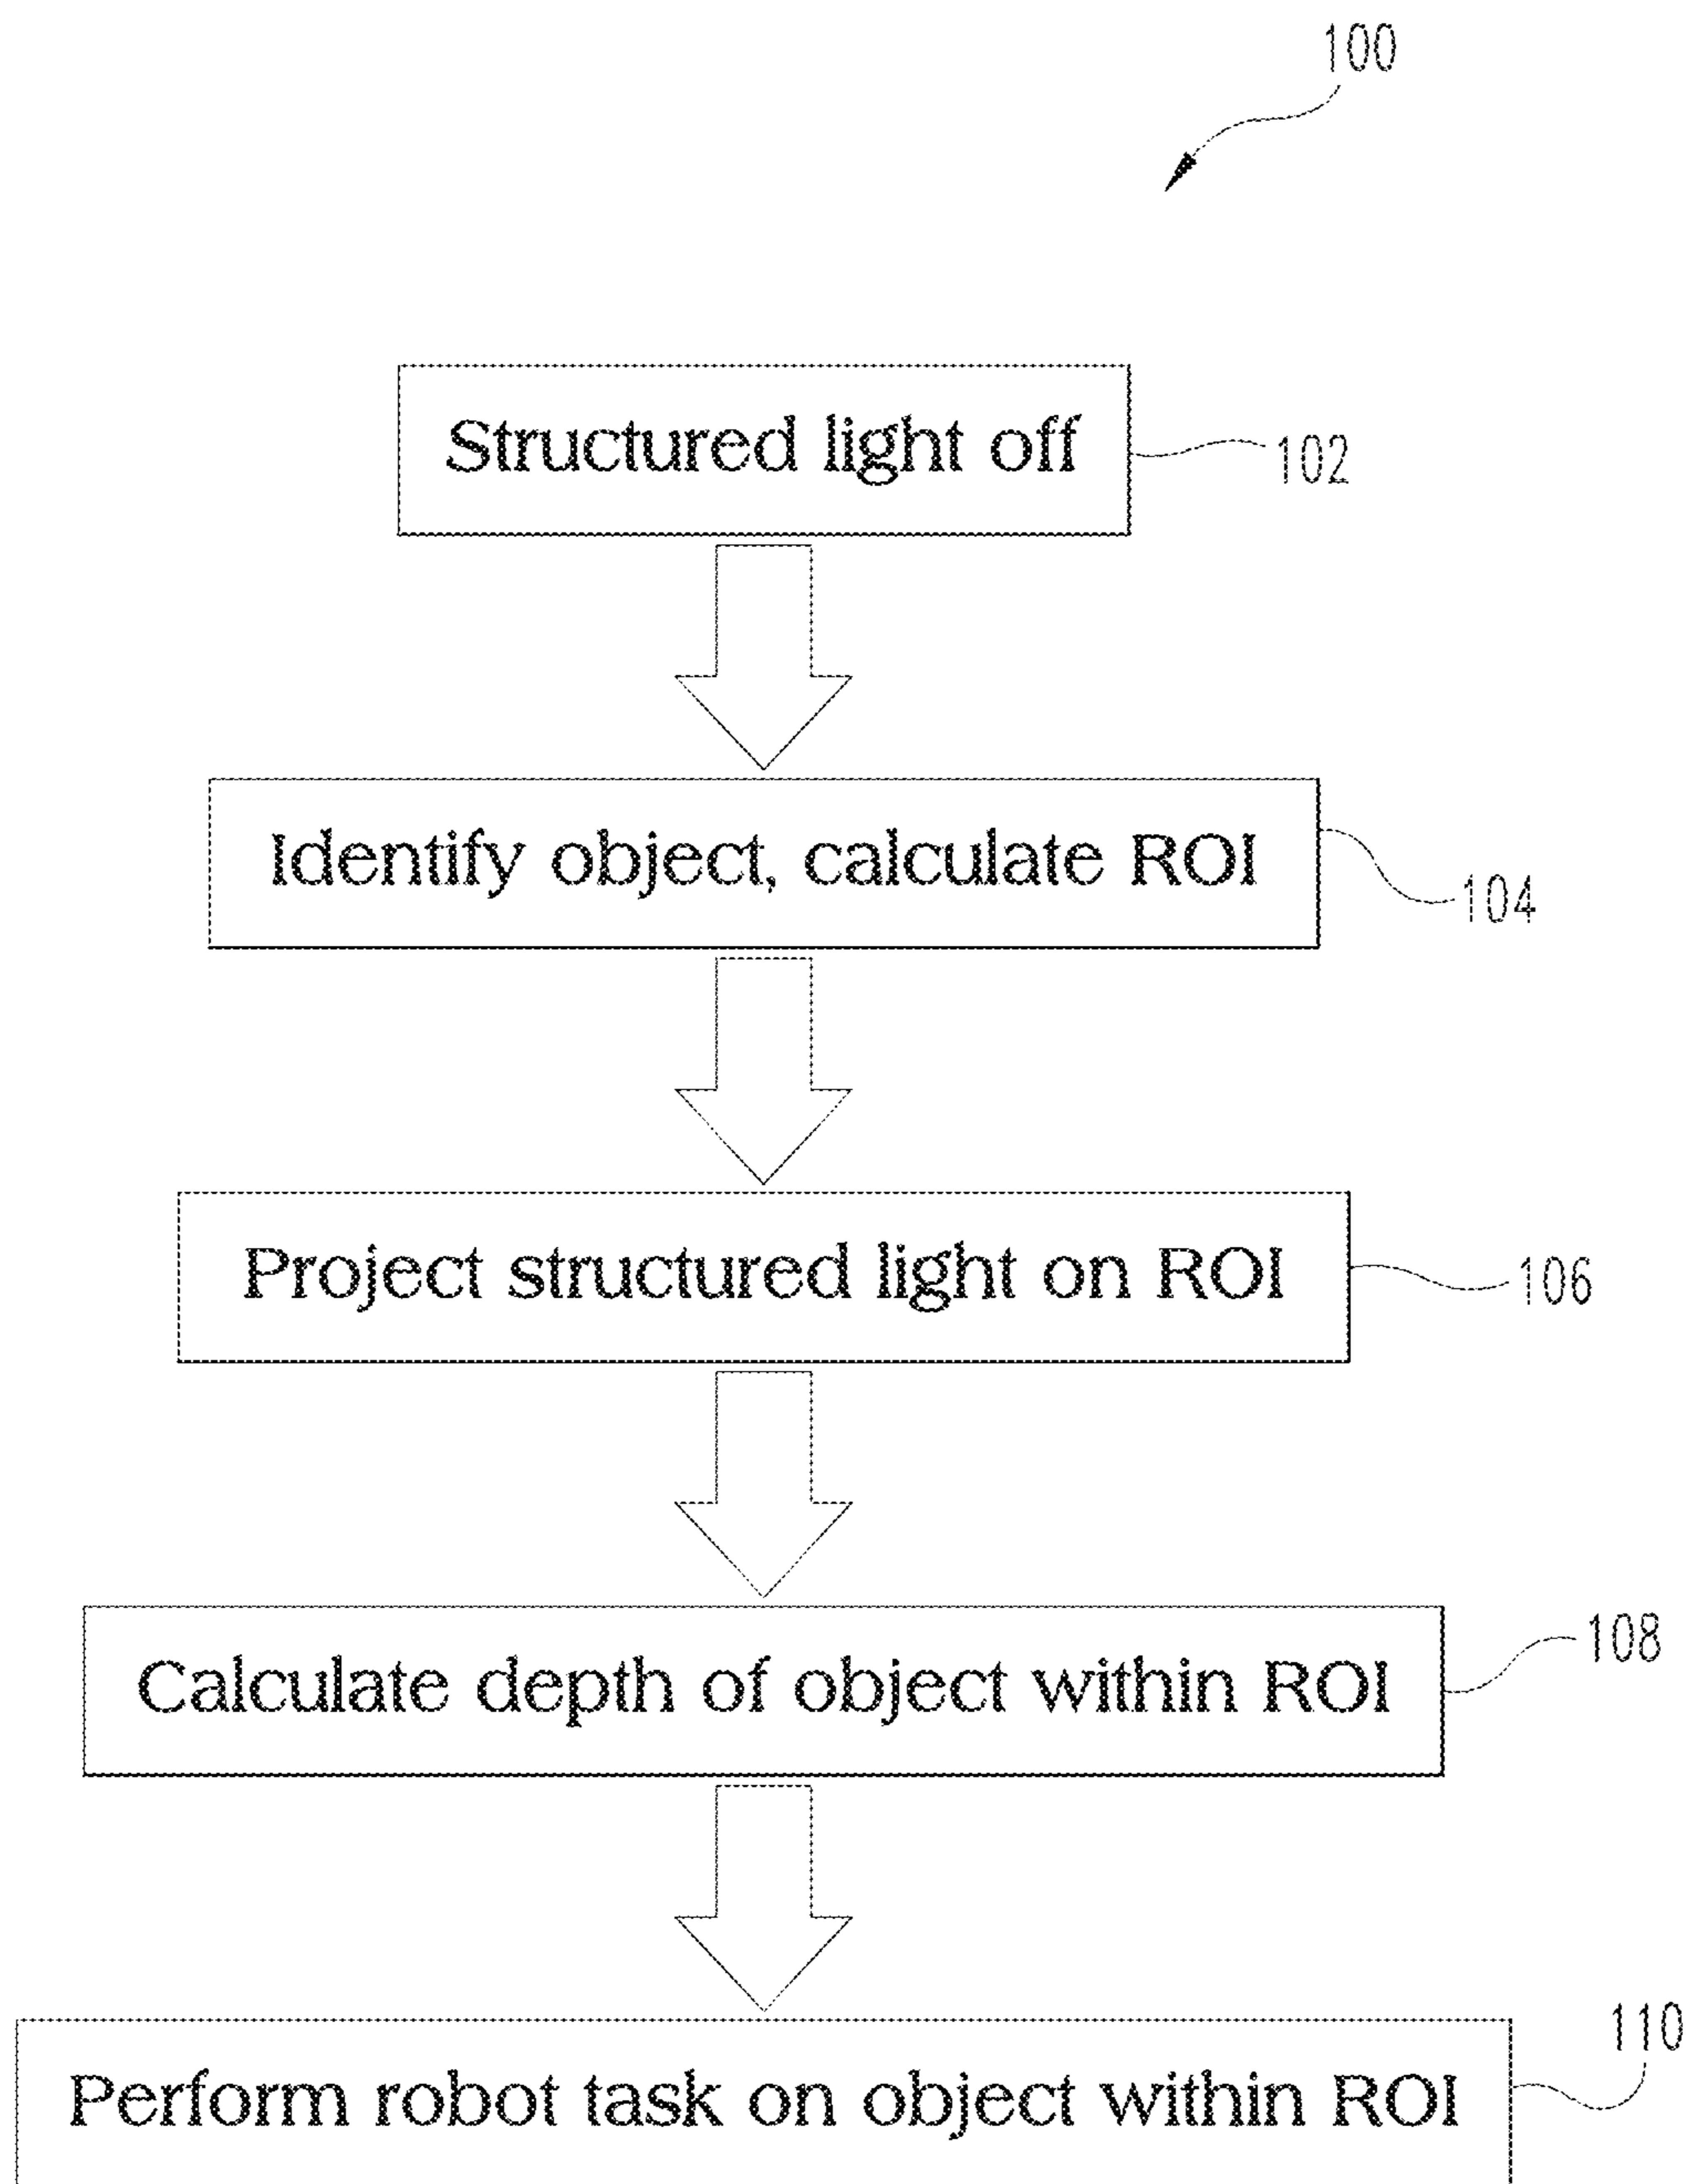 100
Structured light off
102
Identify object, calculate ROI
104
Project structured light on ROI
106
Calculate depth of object within ROI
108
Perform robot task on object within ROI
110